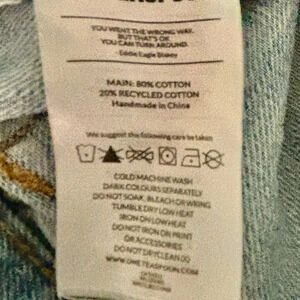 YOU WENT THE WRONG WAY,
BUT THAT'S OK
YOU CAN TURN AROUND.
- Eddie Eagle Blakey
MAIN: 80% COTTON
20% RECYCLED COTTON
Handmade in China
We suggest the following care be taken
COLD MACHINE WASH
DARK COLOURS SEPARATELY
DO NOT SOAK, BLEACH OR WRING
TUMBLE DRY LOW HEAT
IRON ON LOW HEAT
DO NOT IRON ON PRINT
OR ACCESSORIES
DO NOT DRYCLEAN
WWW.ONETEASPOON.COM